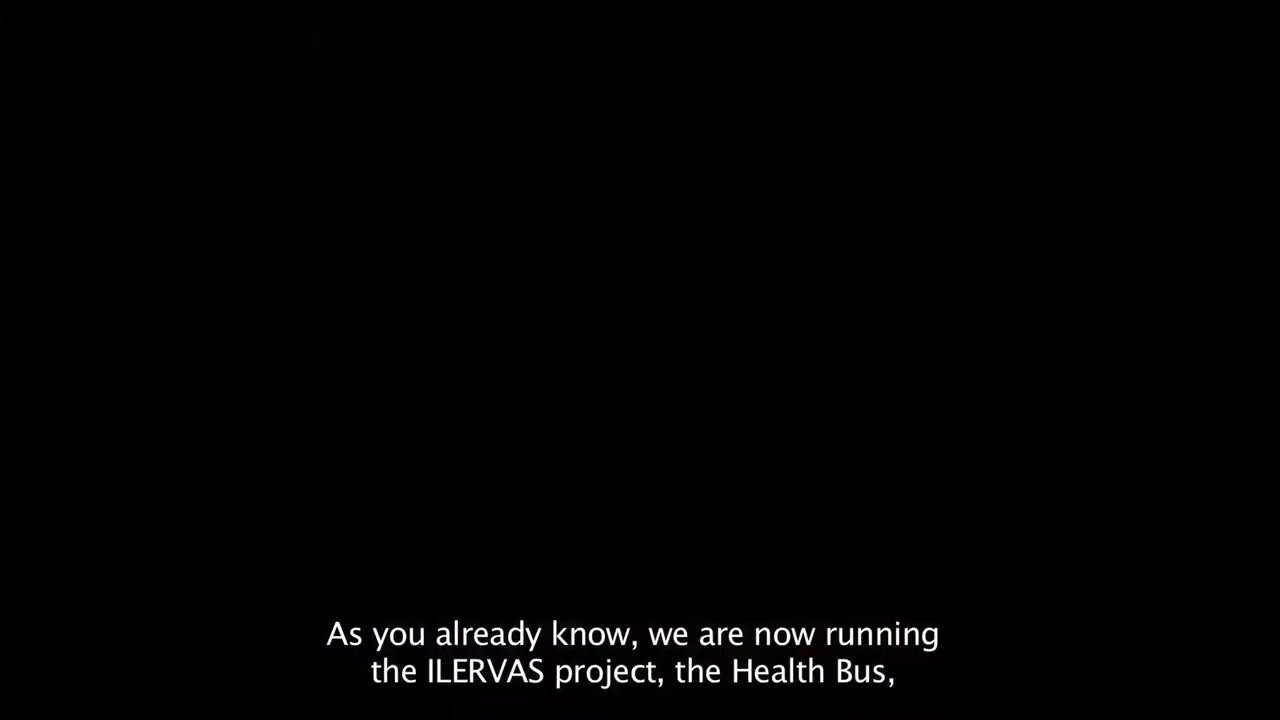 As you already know, we are now running
the ILERVAS project, the Health Bus,